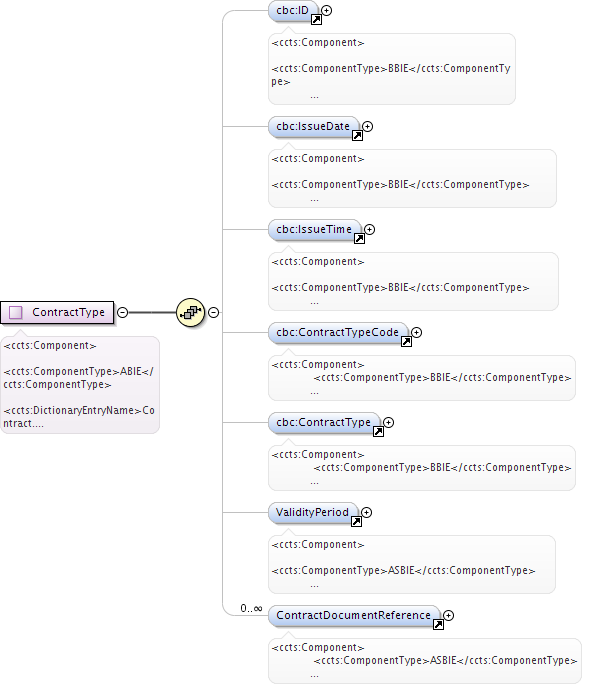 cbc:ID
<ccts:Component>
<ccts:ComponentType>BBIE</ccts:ComponentTy
pe>
...
cbc:IssueDate
<ccts:Component>
<ccts:ComponentType>BBIE</ccts:ComponentType>
...
cbc:IssueTime
<ccts:Component>
<ccts:ComponentType>BBIE</ccts:ComponentType>
...
ContractType
<ccts:Component>
<ccts:ComponentType>ABIE</
ccts:ComponentType>
<ccts:DictionaryEntryName>Co
ntract....
cbc:ContractTypeCode
<ccts:Component>
<ccts:ComponentType>BBIE</ccts:ComponentType>
...
cbc:ContractType
<ccts:Component>
<ccts:ComponentType>BBIE</ccts:ComponentType>
...
ValidityPeriod
<ccts:Component>
<ccts:ComponentType>ASBIE</ccts:ComponentType>
...
0..∞
ContractDocumentReference
<ccts:Component>
<ccts:ComponentType>ASBIE</ccts:ComponentType>
...